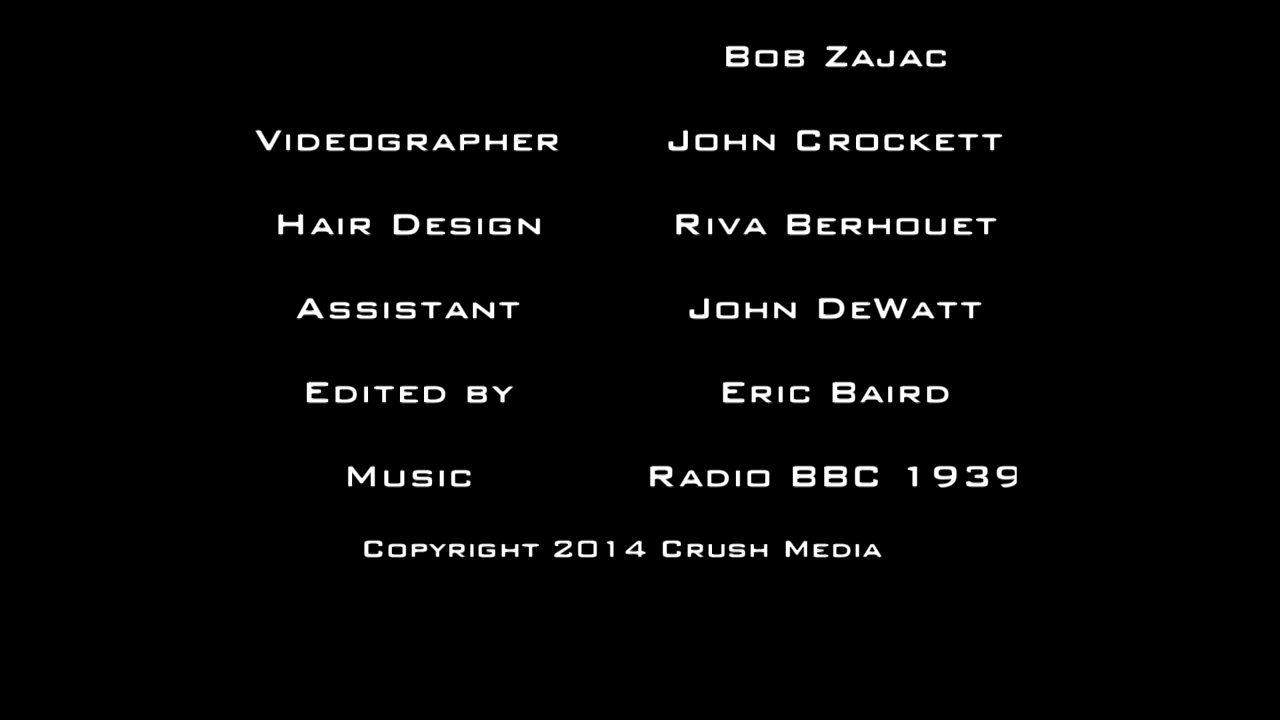 Bob Zajac
Videographer John Crockett
Hair Design Riva Berhouet
Assistant John DeWatt
Edited by Eric Baird
Music Radio BBC 1939
Copyright 2014 Crush Media